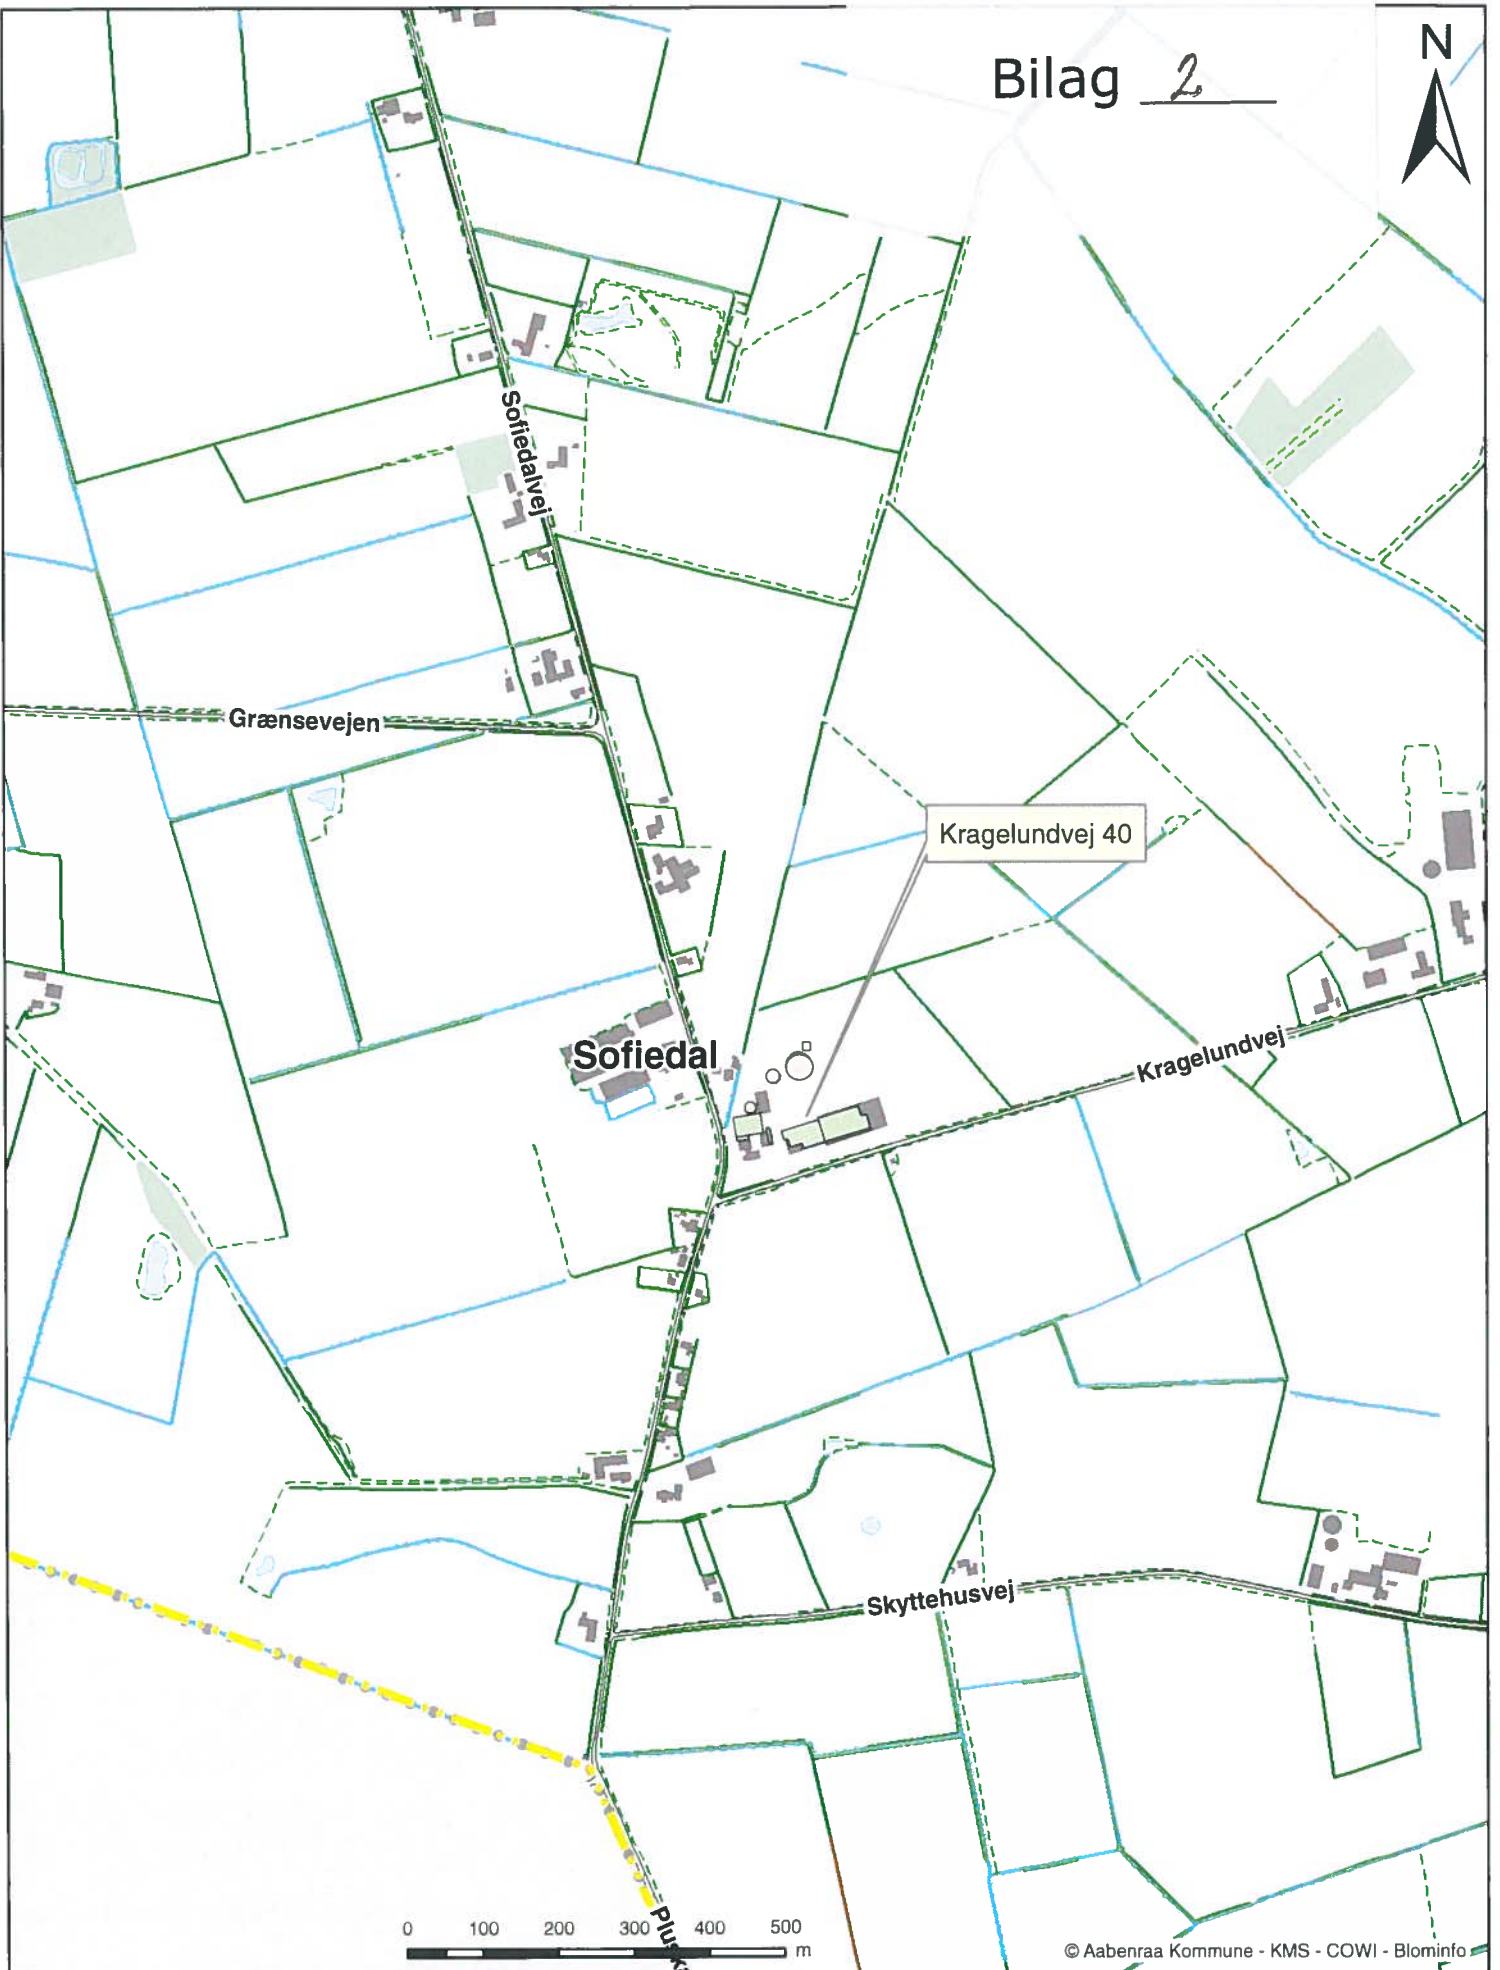 Bilag 2
N
Sofiedalvej
Grænsevejen
Kragelundvej 40
Sofiedal
Kragelundvej
Skyttehusvej
0 100 200 300 400 500
m
© Aabenraa Kommune - KMS - COWI - Blominfo